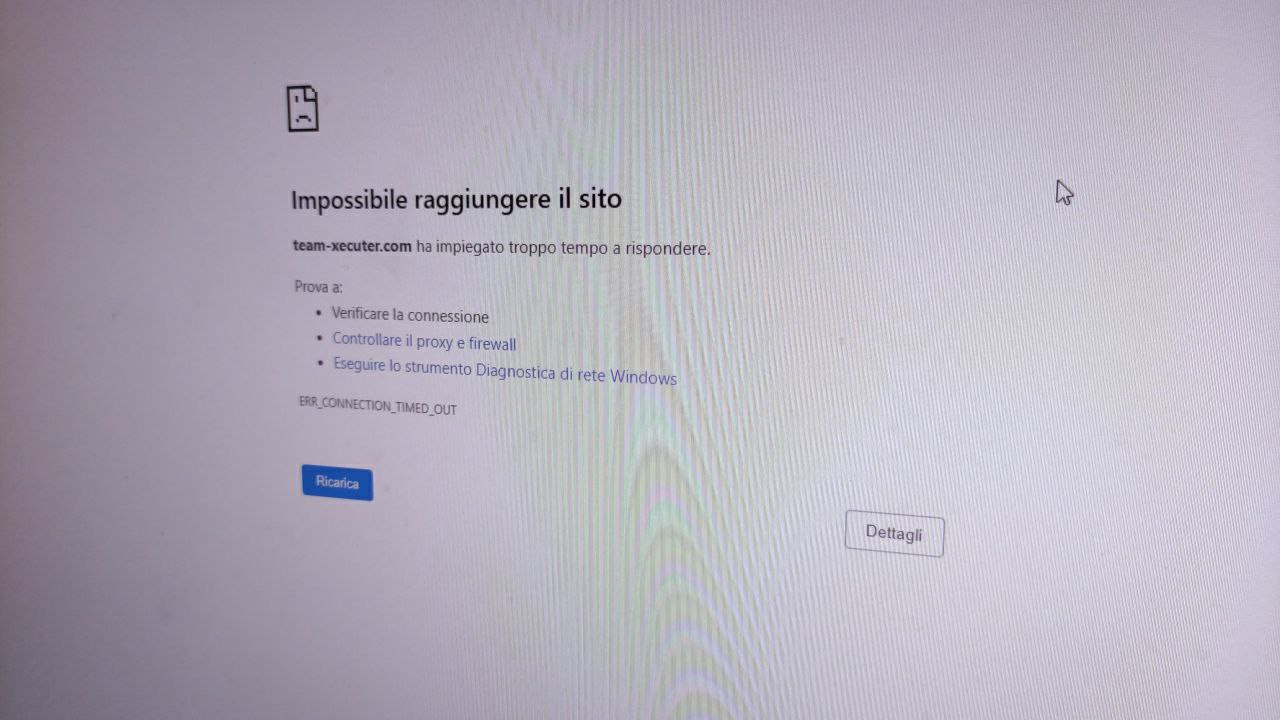 Impossibile raggiungere il sito
team-xecuter.com ha impiegato troppo tempo a rispondere.
Prova a:
• Verificare la connessione
• Controllare il proxy e firewall
• Eseguire lo strumento Diagnostica di rete Windows
ERR_CONNECTION_TIMED_OUT
Ricarica
Dettagli